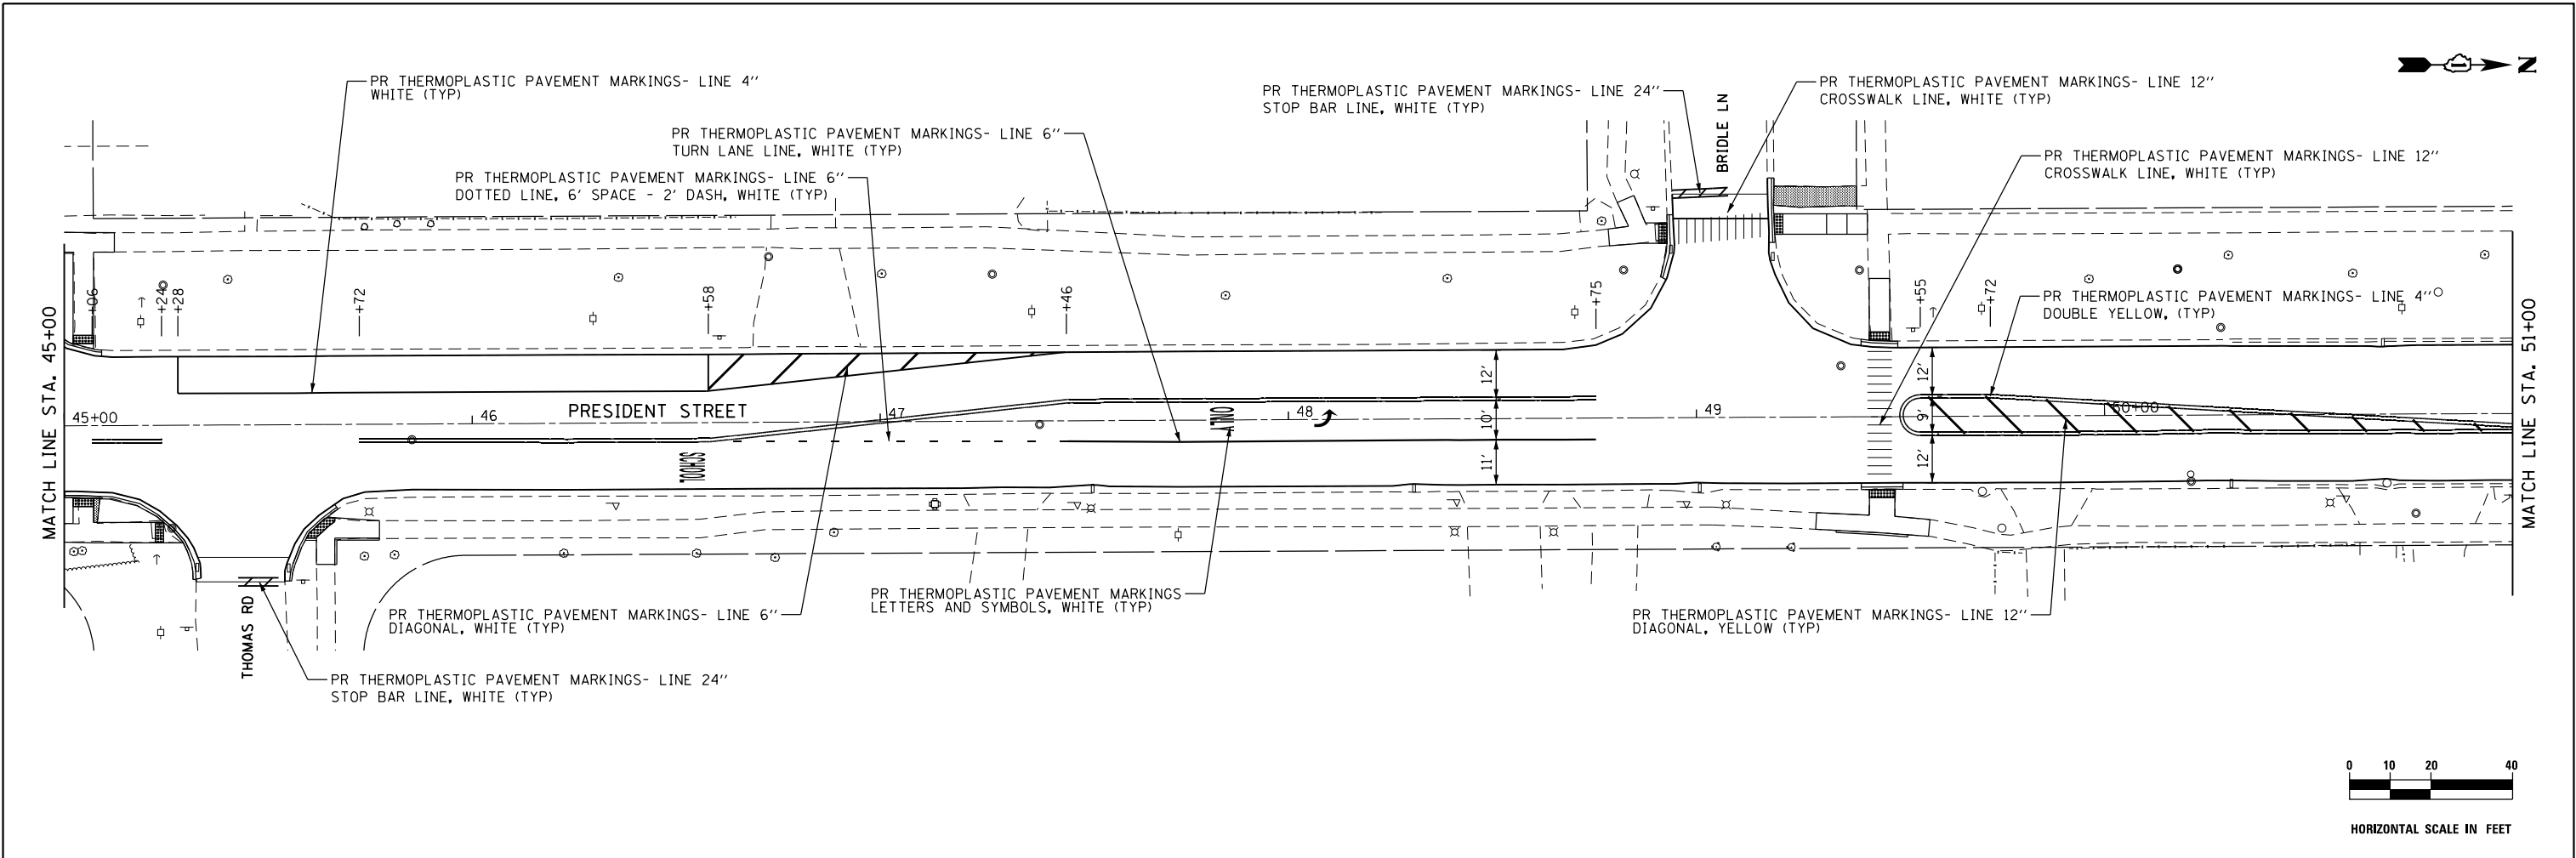 PR THERMOPLASTIC PAVEMENT MARKINGS- LINE 4''
WHITE (TYP)
PR THERMOPLASTIC PAVEMENT MARKINGS- LINE 6''
TURN LANE LINE, WHITE (TYP)
PR THERMOPLASTIC PAVEMENT MARKINGS- LINE 6''
DOTTED LINE, 6' SPACE - 2' DASH, WHITE (TYP)
PR THERMOPLASTIC PAVEMENT MARKINGS- LINE 24''
STOP BAR LINE, WHITE (TYP)
BRIDLE LN
PR THERMOPLASTIC PAVEMENT MARKINGS- LINE 12''
CROSSWALK LINE, WHITE (TYP)
PR THERMOPLASTIC PAVEMENT MARKINGS- LINE 12''
CROSSWALK LINE, WHITE (TYP)
N
PR THERMOPLASTIC PAVEMENT MARKINGS- LINE 4''
DOUBLE YELLOW, (TYP)
MATCH LINE STA. 45+00
+06
+24
+28
+72
+58
+46
+75
+55
+72
MATCH LINE STA. 51+00
45+00
46
PRESIDENT STREET
47
ONLY
48
49
50+00
12'
10'
11'
12'
9'
12'
SCHOOL
THOMAS RD
PR THERMOPLASTIC PAVEMENT MARKINGS- LINE 6''
DIAGONAL, WHITE (TYP)
PR THERMOPLASTIC PAVEMENT MARKINGS
LETTERS AND SYMBOLS, WHITE (TYP)
PR THERMOPLASTIC PAVEMENT MARKINGS- LINE 12''
DIAGONAL, YELLOW (TYP)
PR THERMOPLASTIC PAVEMENT MARKINGS- LINE 24''
STOP BAR LINE, WHITE (TYP)
0 10 20 40
HORIZONTAL SCALE IN FEET